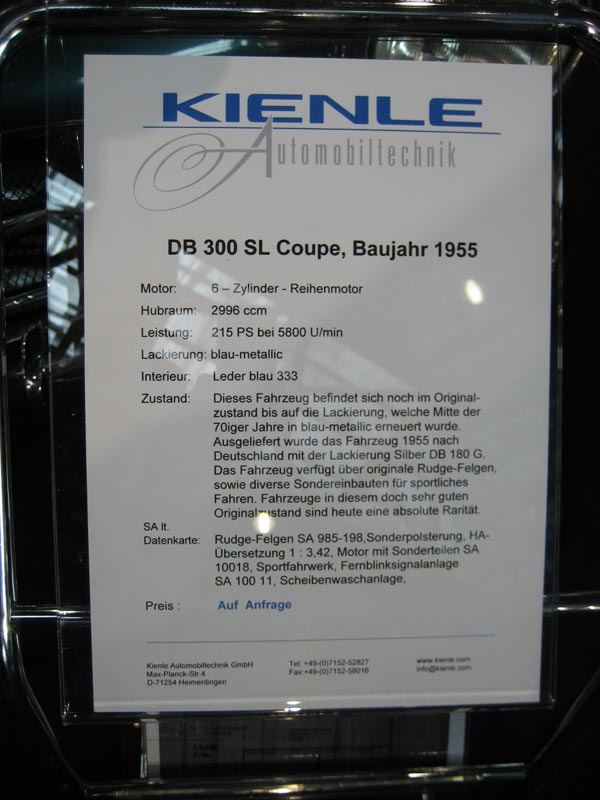 KIENLE
Automobiltechnik
DB 300 SL Coupe, Baujahr 1955
Motor: 6 – Zylinder - Reihenmotor
Hubraum: 2996 ccm
Leistung: 215 PS bei 5800 U/min
Lackierung: blau-metallic
Interieur: Leder blau 333
Zustand: Dieses Fahrzeug befindet sich noch im Original-
zustand bis auf die Lackierung, welche Mitte der
70iger Jahre in blau-metallic erneuert wurde.
Ausgeliefert wurde das Fahrzeug 1955 nach
Deutschland mit der Lackierung Silber DB 180 G.
Das Fahrzeug verfügt über originale Rudge-Felgen,
sowie diverse Sondereinbauten für sportliches
Fahren. Fahrzeuge in diesem doch sehr guten
Originalzustand sind heute eine absolute Rarität.
SA lt.
Datenkarte: Rudge-Felgen SA 985-198,Sonderpolsterung, HA-
Übersetzung 1 : 3,42, Motor mit Sonderteilen SA
10018, Sportfahrwerk, Fernblinksignalanlage
SA 100 11, Scheibenwaschanlage,
Preis : Auf Anfrage
Kienle Automobiltechnik GmbH
Max-Planck-Str.4
D-71254 Heimerdingen
Tel: +49-(0)7152-52827
Fax:+49-(0)7152-58016
www.kienle.com
info@kienle.com